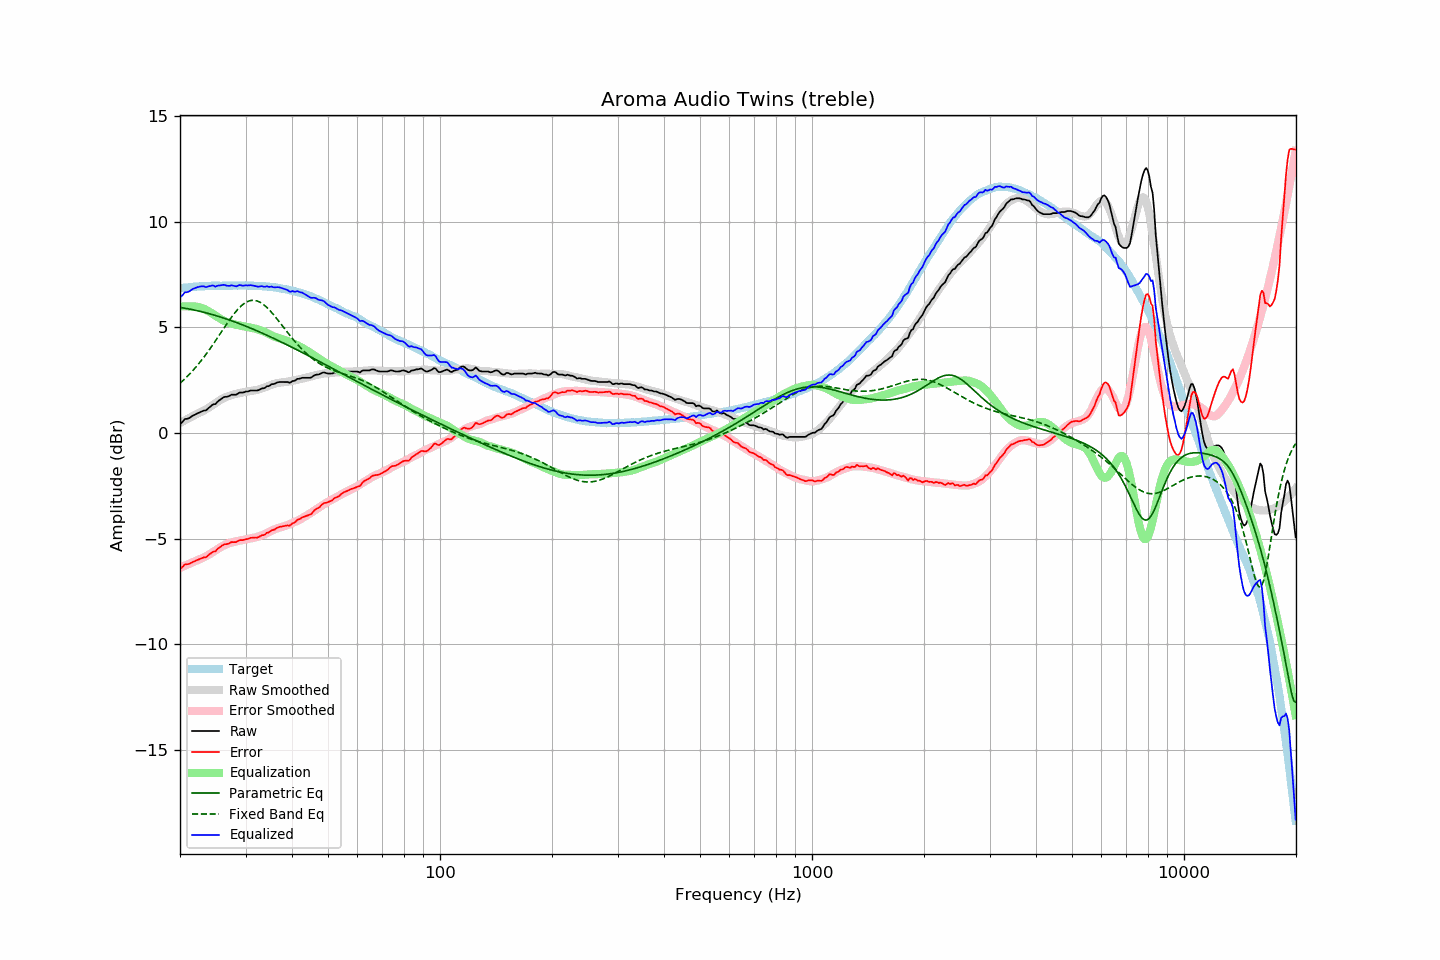 Aroma Audio Twins (treble)
15
10
5
0
−5
−10
−15
Amplitude (dBr)
100
1000
10000
Frequency (Hz)
Target
Raw Smoothed
Error Smoothed
Raw
Error
Equalization
Parametric Eq
Fixed Band Eq
Equalized